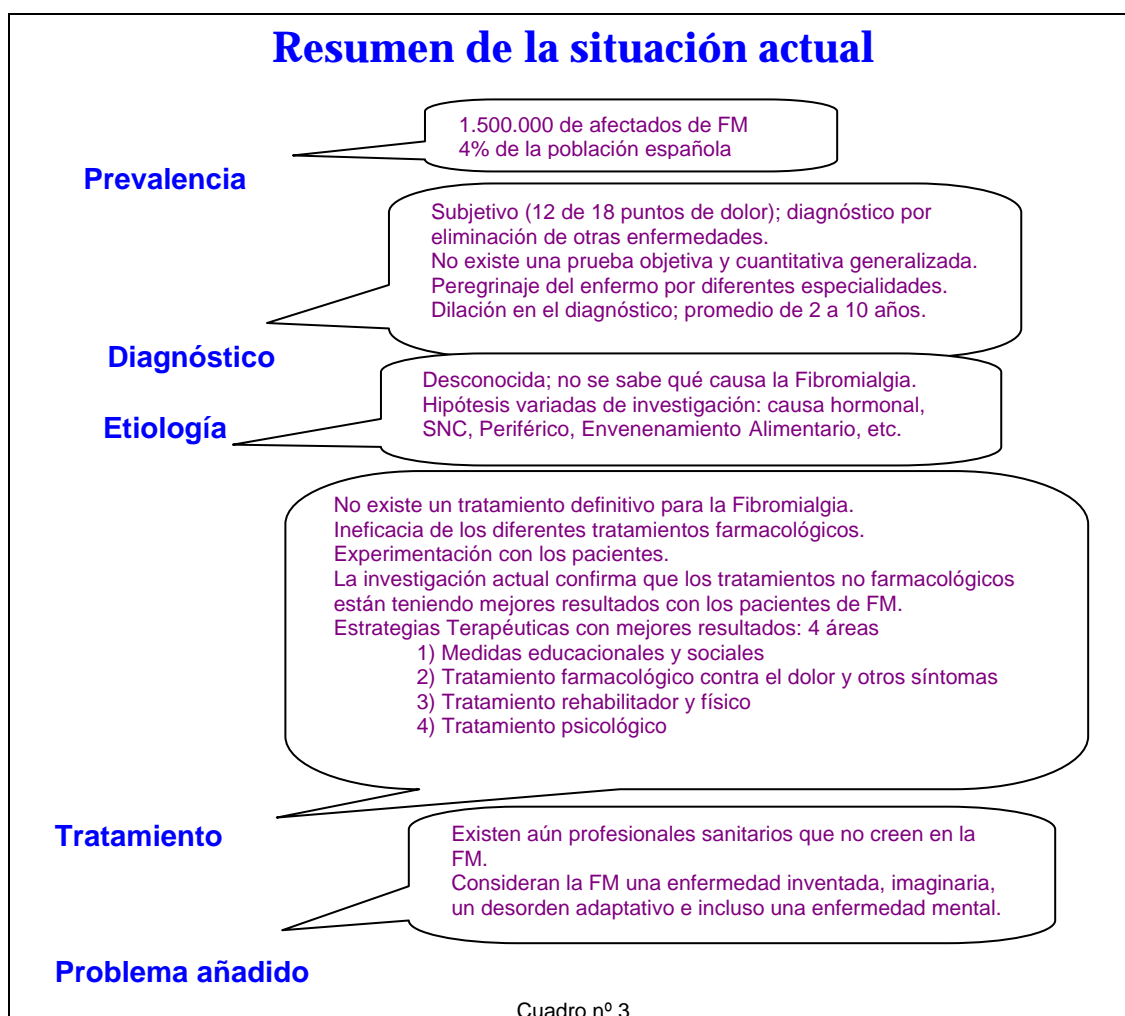 Resumen de la situación actual
1.500.000 de afectados de FM
4% de la población española
Prevalencia
Subjetivo (12 de 18 puntos de dolor); diagnóstico por
eliminación de otras enfermedades.
No existe una prueba objetiva y cuantitativa generalizada.
Peregrinaje del enfermo por diferentes especialidades.
Dilación en el diagnóstico; promedio de 2 a 10 años.
Diagnóstico
Desconocida; no se sabe qué causa la Fibromialgia.
Hipótesis variadas de investigación: causa hormonal,
SNC, Periférico, Envenenamiento Alimentario, etc.
Etiología
No existe un tratamiento definitivo para la Fibromialgia.
Ineficacia de los diferentes tratamientos farmacológicos.
Experimentación con los pacientes.
La investigación actual confirma que los tratamientos no farmacológicos
están teniendo mejores resultados con los pacientes de FM.
Estrategias Terapéuticas con mejores resultados: 4 áreas
1) Medidas educacionales y sociales
2) Tratamiento farmacológico contra el dolor y otros síntomas
3) Tratamiento rehabilitador y físico
4) Tratamiento psicológico
Tratamiento
Existen aún profesionales sanitarios que no creen en la
FM.
Consideran la FM una enfermedad inventada, imaginaria,
un desorden adaptativo e incluso una enfermedad mental.
Problema añadido
Cuadro nº 3